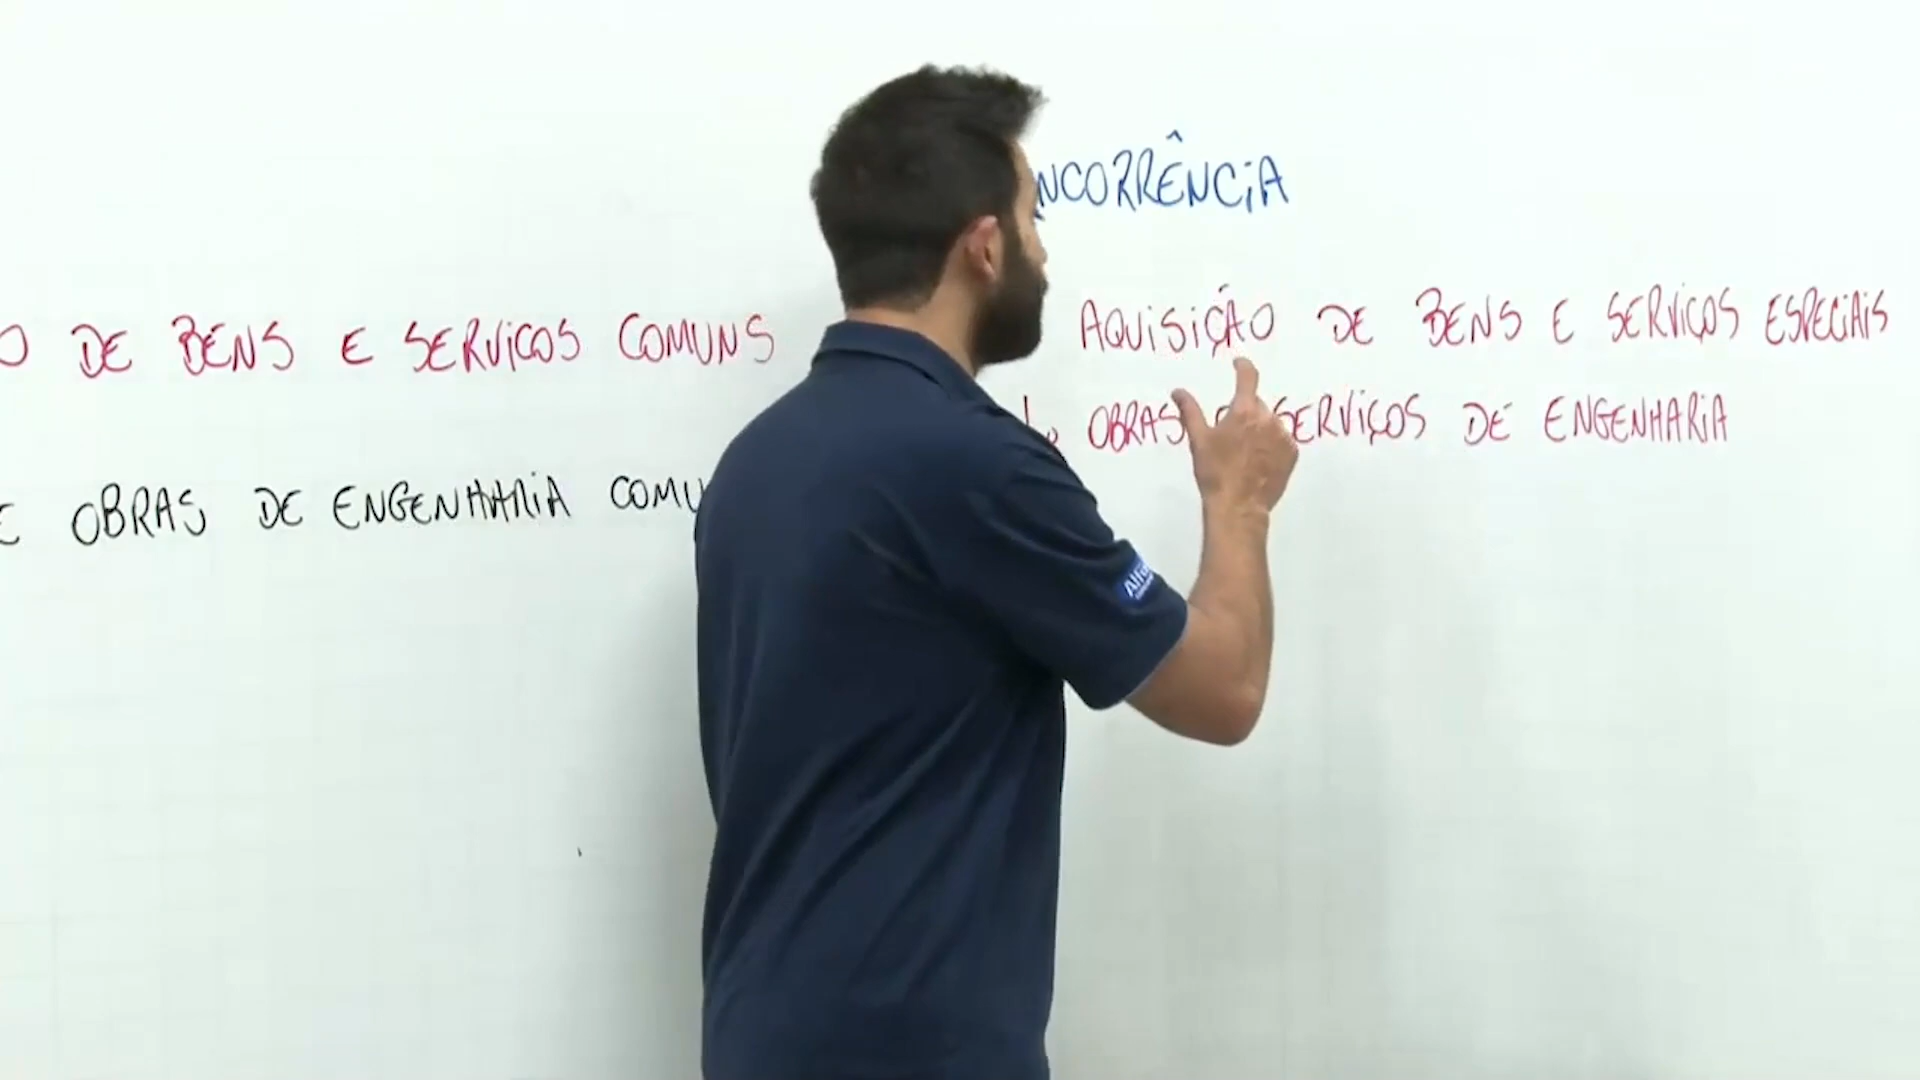 NCORRÊNCIA
O DE BENS E SERVIÇOS COMUNS
AQUISIÇÃO DE BENS E SERVIÇOS ESPECIAIS
OBRAS E SERVIÇOS DE ENGENHARIA
E OBRAS DE ENGENHARIA COMU